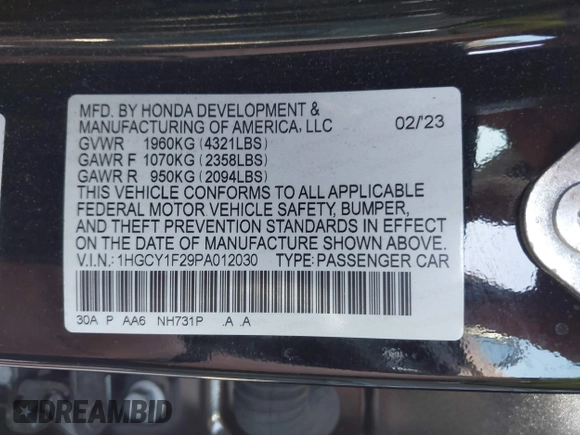 MFD. BY HONDA DEVELOPMENT &
MANUFACTURING OF AMERICA, LLC 02/'23
GVWR 1960KG (4321LBS)
GAWR F 1070KG (2358LBS)
GAWR R 950KG (2094LBS)
THIS VEHICLE CONFORMS TO ALL APPLICABLE
FEDERAL MOTOR VEHICLE SAFETY, BUMPER,
AND THEFT PREVENTION STANDARDS IN EFFECT
ON THE DATE OF MANUFACTURE SHOWN ABOVE.
V.I.N.: 1HGCY1F29PA012030 TYPE: PASSENGER CAR
30A P AA6 NH731P .A .A
DREAMBID